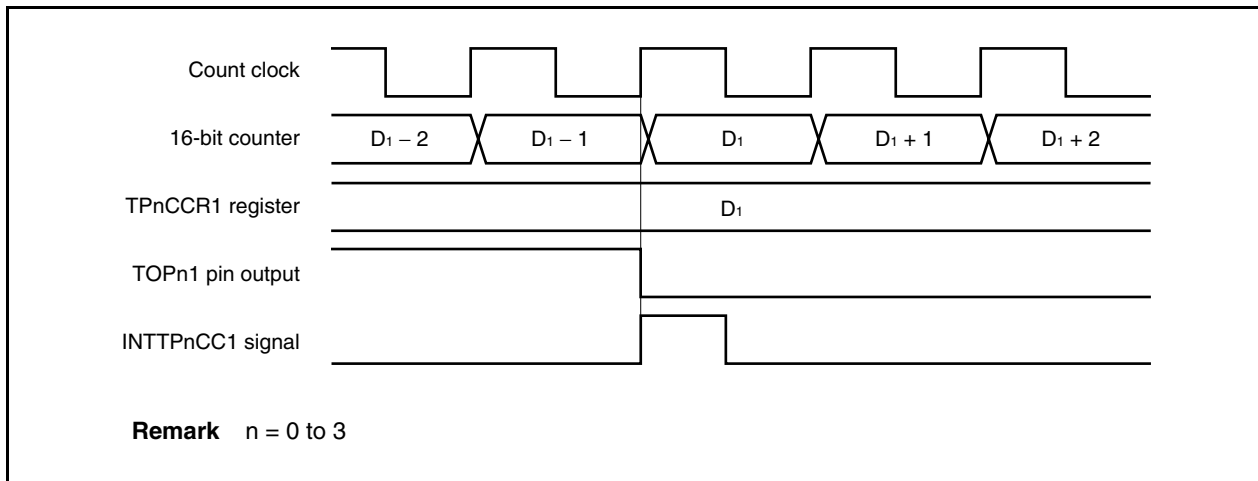 Count clock
16-bit counter
D₁ − 2 D₁ − 1 D₁ D₁ + 1 D₁ + 2
TPnCCR1 register
D₁
TOPn1 pin output
INTTPnCC1 signal
Remark n = 0 to 3